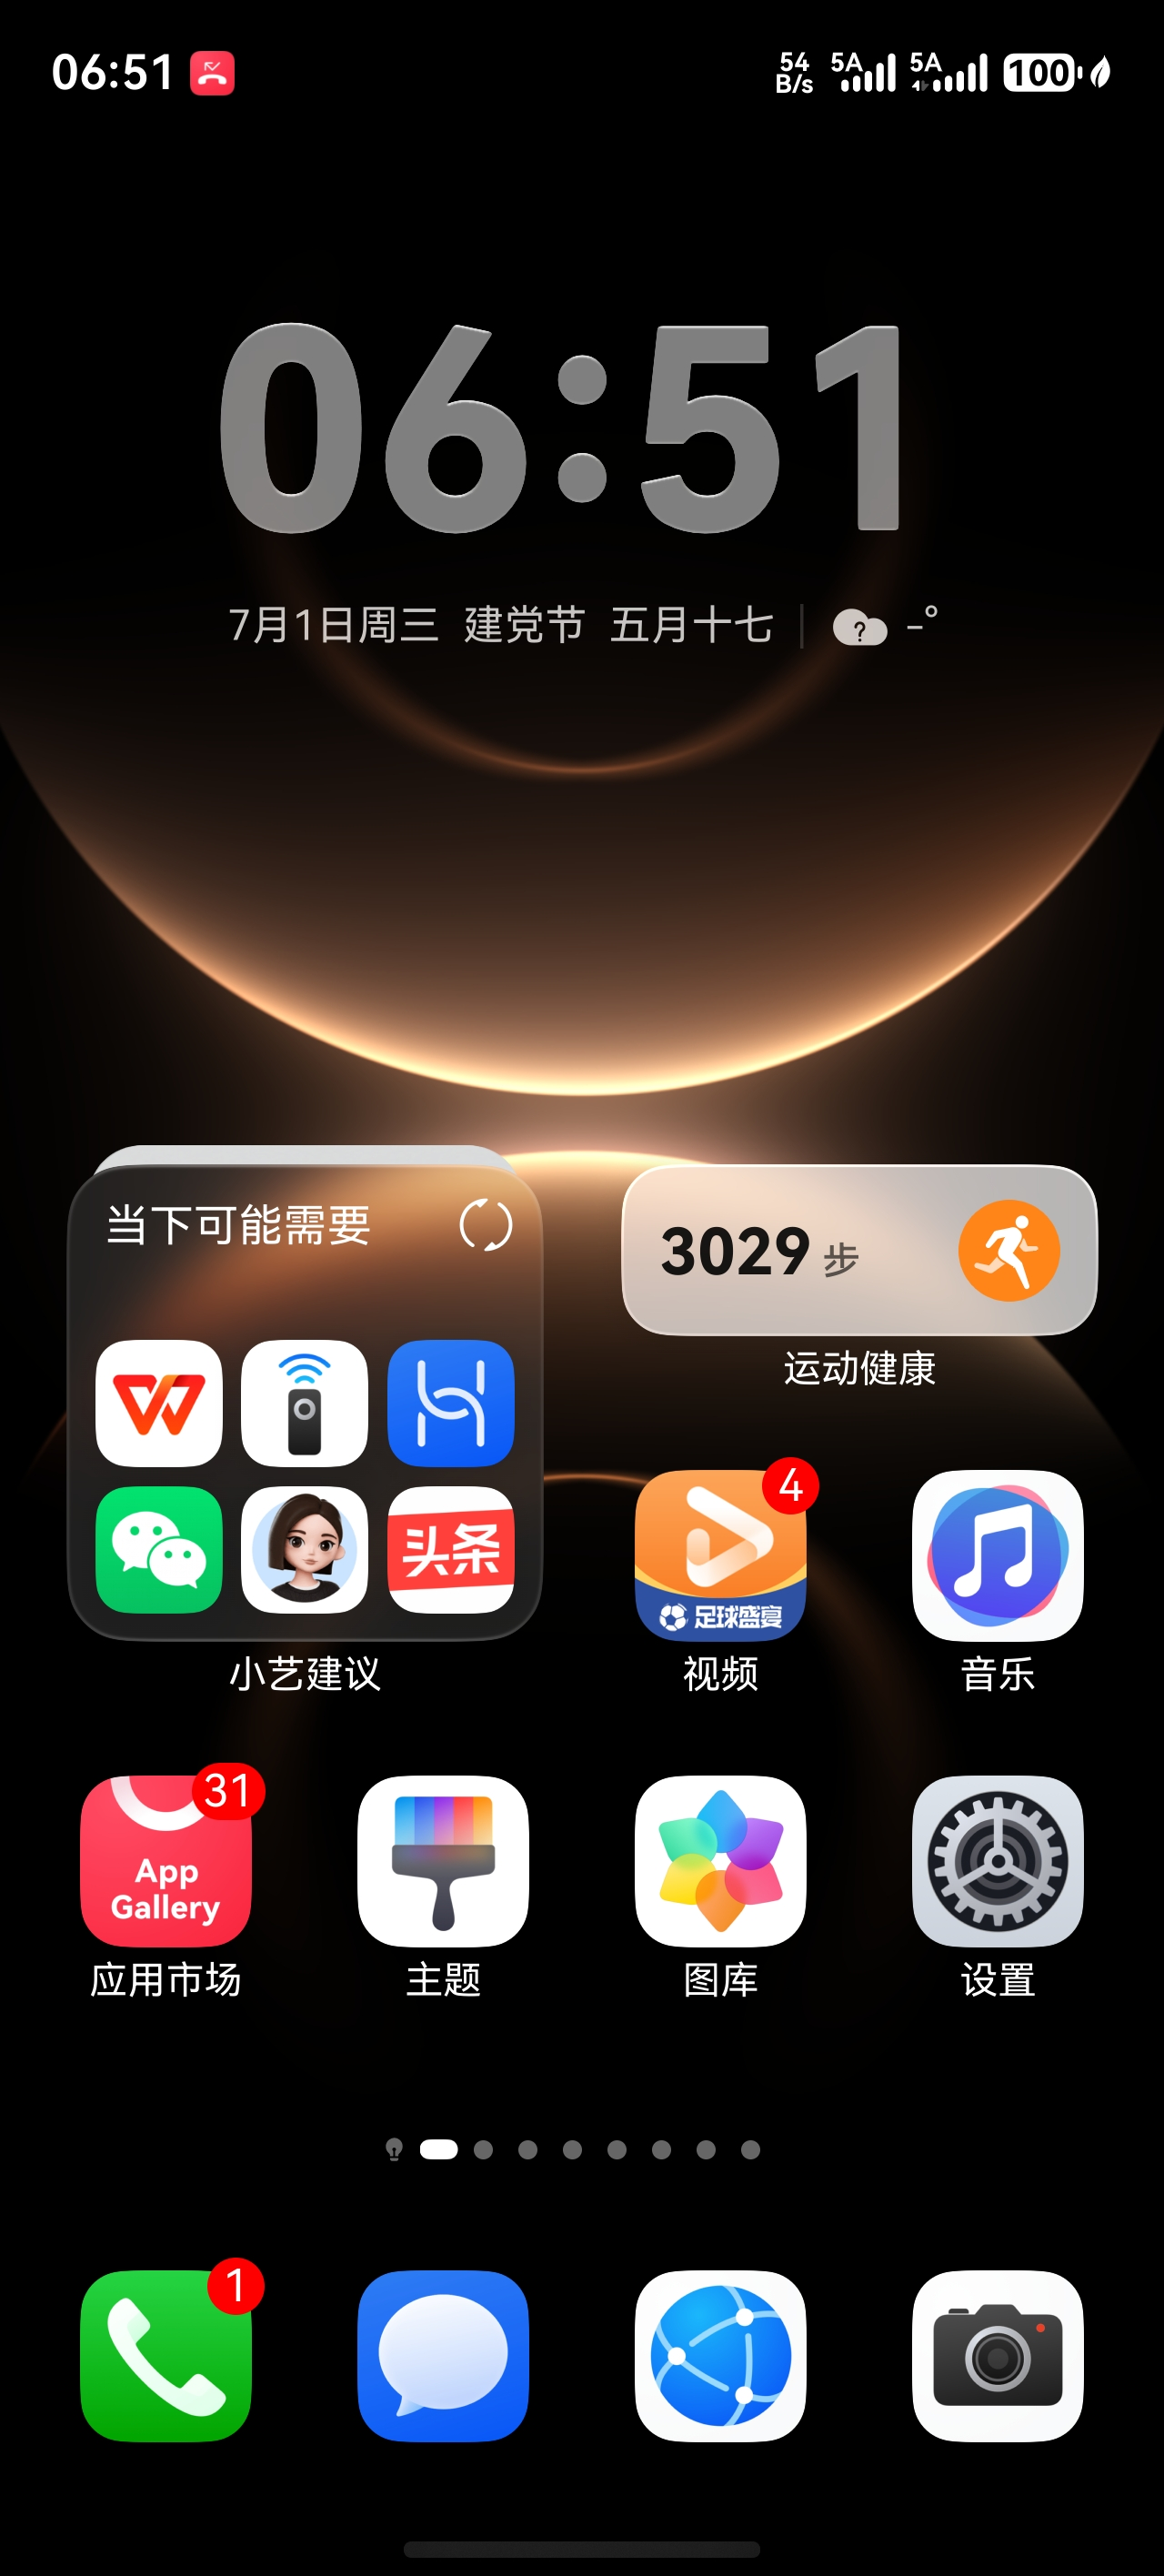 06:51
54 B/s 5A 5A 100
06:51
7月1日周三 建党节 五月十七 -°
当下可能需要
3029 步
运动健康
头条
足球盛宴
4
小艺建议 视频 音乐
31
App
Gallery
应用市场 主题 图库 设置
1